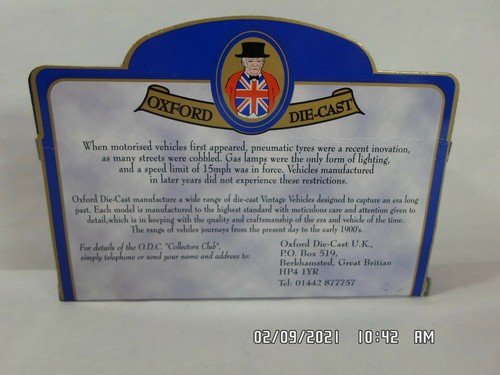 OXFORD DIE-CAST
When motorised vehicles first appeared, pneumatic tyres were a recent inovation,
as many streets were cobbled. Gas lamps were the only form of lighting,
and a speed limit of 15mph was in force. Vehicles manufactured
in later years did not experience these restrictions.
Oxford Die-Cast manufacture a wide range of die-cast Vintage Vehicles designed to capture an era long
past. Each model is manufactured to the highest standard with meticulous care and attention given to
detail,which is in keeping with the quality and craftsmanship of the era and vehicle of the time.
The range of vehiles journeys from the present day to the early 1900's.
For details of the O.D.C. "Collectors Club",
simply telephone or send your name and address to:
Oxford Die-Cast U.K.,
P.O. Box 519,
Berkhamsted, Great Britian
HP4 1YR
Tel: 01442 877757
02/09/2021 10:42 AM